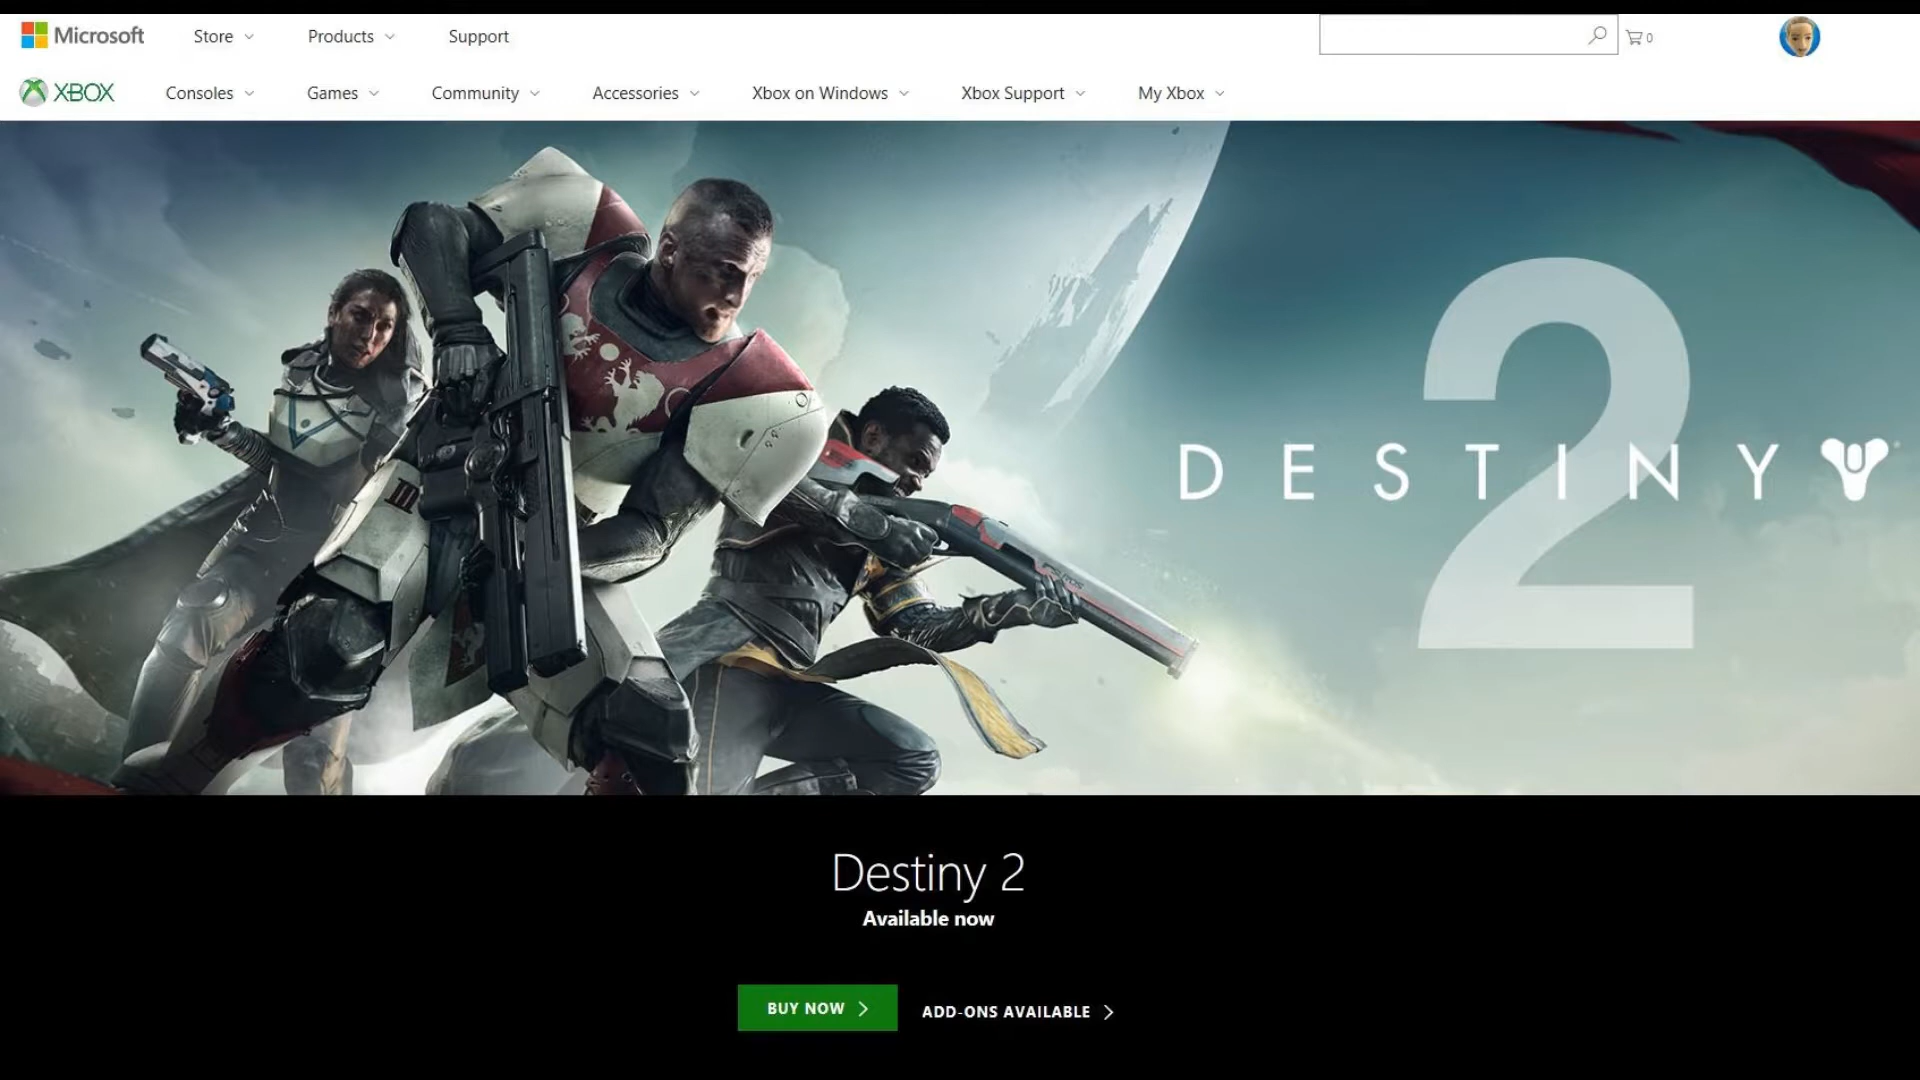 Microsoft
Store
Products
Support
0
XBOX
Consoles
Games
Community
Accessories
Xbox on Windows
Xbox Support
My Xbox
2
DESTINY
Destiny 2
Available now
BUY NOW
ADD-ONS AVAILABLE